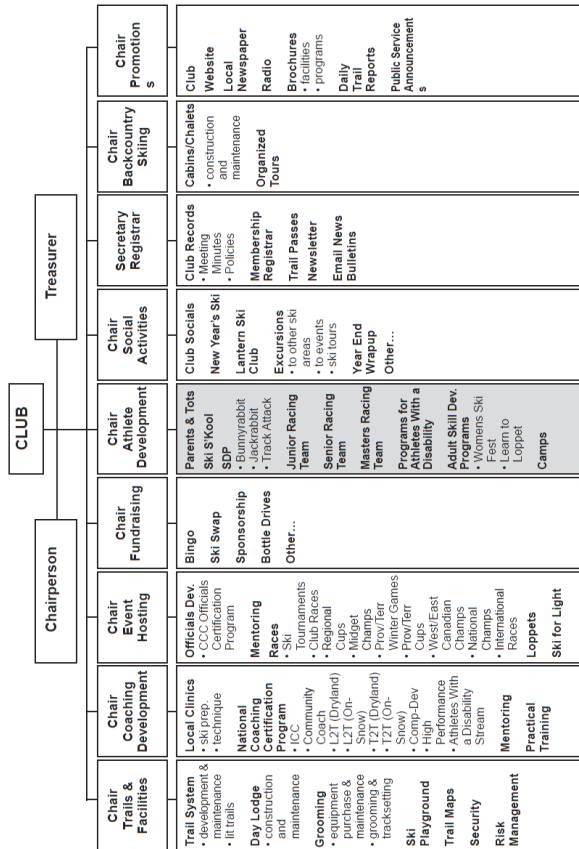 CLUB
Chairperson
Treasurer
Chair
Trails &
Facilities
Trail System
• development &
maintenance
• lit trails
Day Lodge
• construction
and
maintenance
Grooming
• equipment
purchase &
maintenance
• grooming &
tracksetting
Ski
Playground
Trail Maps
Security
Risk
Management
Chair
Coaching
Development
Local Clinics
• ski prep.
• technique
National
Coaching
Certification
Program
• ICC
• Community
Coach
• L2T (Dryland)
• L2T (On-
Snow)
• T2T (Dryland)
• T2T (On-
Snow)
• Comp-Dev
• High
Performance
• Athletes With
a Disability
Stream
Mentoring
Practical
Training
Chair
Event
Hosting
Officials Dev.
• CCC Officials
Certification
Program
Mentoring
Races
• Ski
Tournaments
• Club Races
• Regional
Cups
• Midget
Champs
• Prov/Terr
Winter Games
• Prov/Terr
Cups
• West/East
Canadian
Champs
• National
Champs
• International
Races
Loppets
Ski for Light
Chair
Fundraising
Bingo
Ski Swap
Sponsorship
Bottle Drives
Other...
Chair
Athlete
Development
Parents & Tots
Ski S'Kool
SDP
• Bunnyrabbit
• Jackrabbit
• Track Attack
Junior Racing
Team
Senior Racing
Team
Masters Racing
Team
Programs for
Athletes With a
Disability
Adult Skill Dev.
Programs
• Womens Ski
Fest
• Learn to
Loppet
Camps
Chair
Social
Activities
Club Socials
New Year's Ski
Lantern Ski
Club
Excursions
• to other ski
areas
• to events
• ski tours
Year End
Wrapup
Other...
Secretary
Registrar
Club Records
• Meeting
Minutes
• Policies
Membership
Registrar
Trail Passes
Newsletter
Email News
Bulletins
Chair
Backcountry
Skiing
Cabins/Chalets
• construction
and
maintenance
Organized
Tours
Chair
Promotion
s
Club
Website
Local
Newspaper
Radio
Brochures
• facilities
• programs
Daily
Trail
Reports
Public Service
Announcement
s